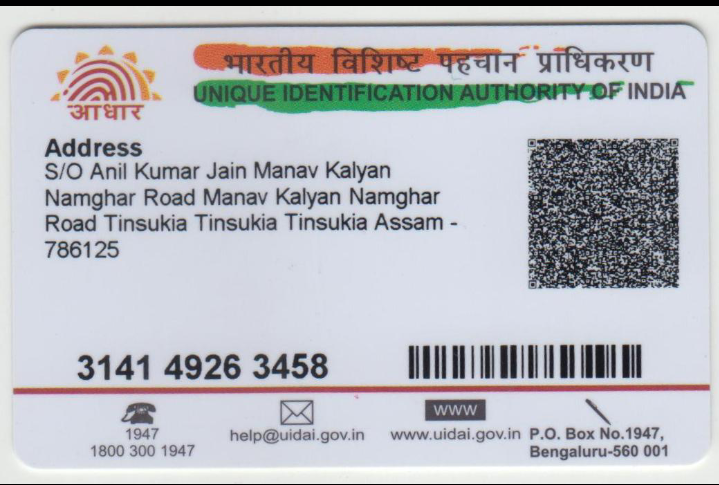 भारतीय विशिष्ट पहचान प्राधिकरण
आधार
UNIQUE IDENTIFICATION AUTHORITY OF INDIA
Address
S/O Anil Kumar Jain Manav Kalyan
Namghar Road Manav Kalyan Namghar
Road Tinsukia Tinsukia Tinsukia Assam -
786125
3141 4926 3458
1947
1800 300 1947
help@uidai.gov.in
WWW
www.uidai.gov.in
P.O. Box No.1947,
Bengaluru-560 001